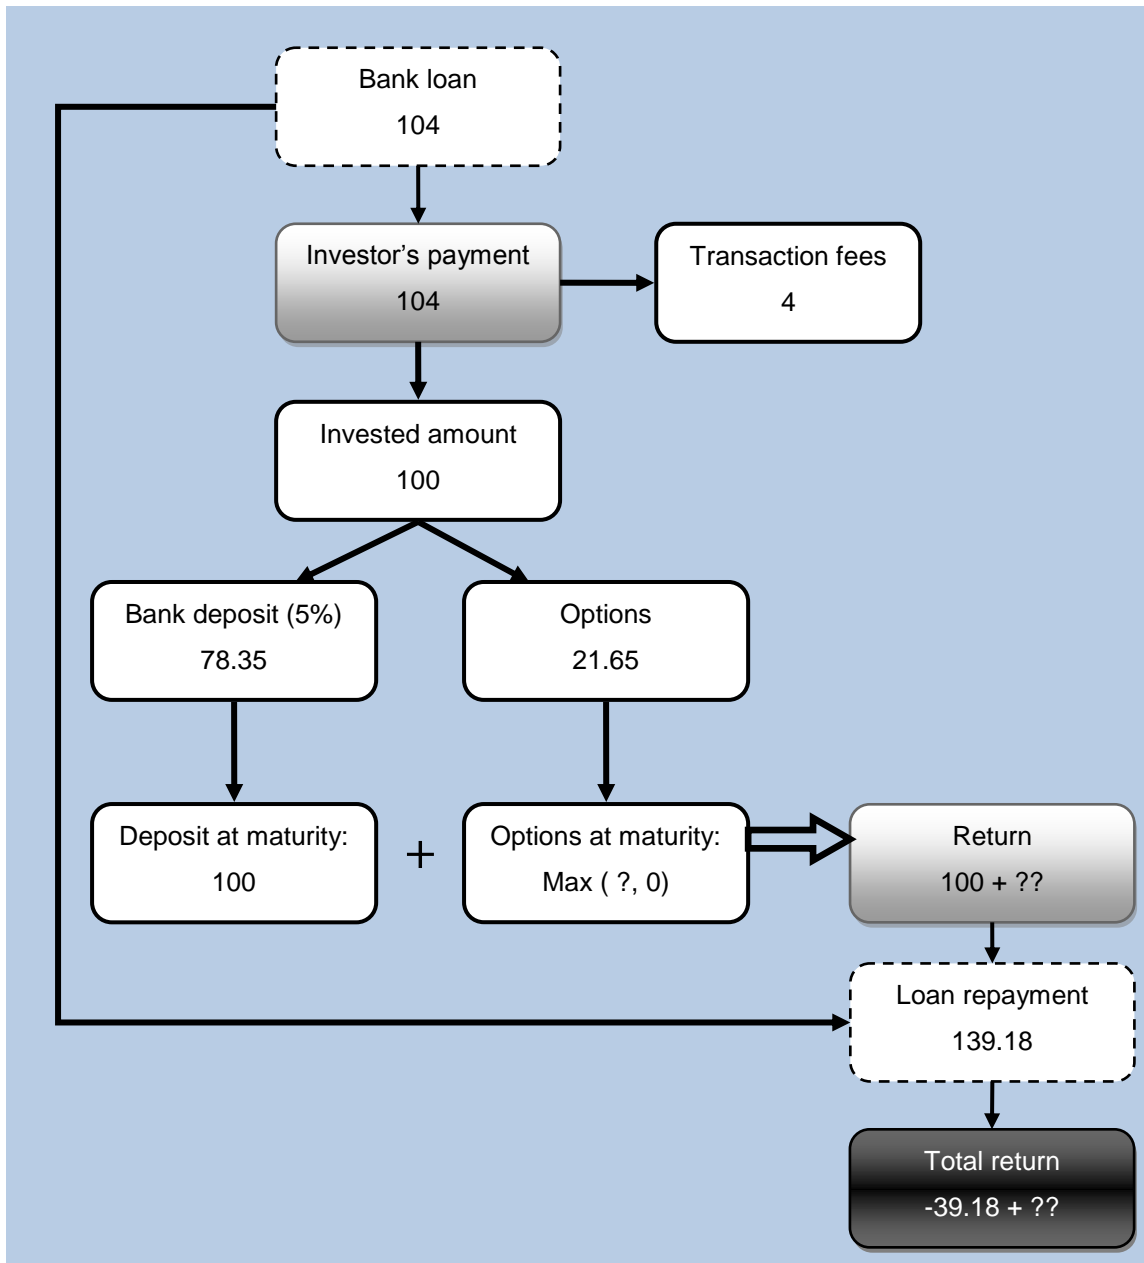 Bank loan
104
Investor’s payment
104
Transaction fees
4
Invested amount
100
Bank deposit (5%)
78.35
Options
21.65
Deposit at maturity:
100
+
Options at maturity:
Max ( ?, 0)
Return
100 + ??
Loan repayment
139.18
Total return
-39.18 + ??